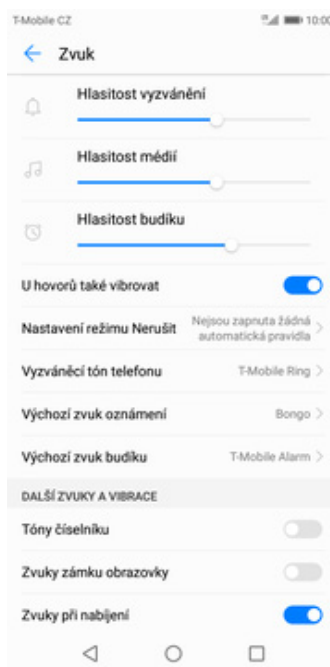 T-Mobile CZ 10:00
Zvuk
Hlasitost vyzvánění
Hlasitost médií
Hlasitost budíku
U hovorů také vibrovat
Nastavení režimu Nerušit Nejsou zapnuta žádná
automatická pravidla
Vyzváněcí tón telefonu T-Mobile Ring
Výchozí zvuk oznámení Bongo
Výchozí zvuk budíku T-Mobile Alarm
DALŠÍ ZVUKY A VIBRACE
Tóny číselníku
Zvuky zámku obrazovky
Zvuky při nabíjení